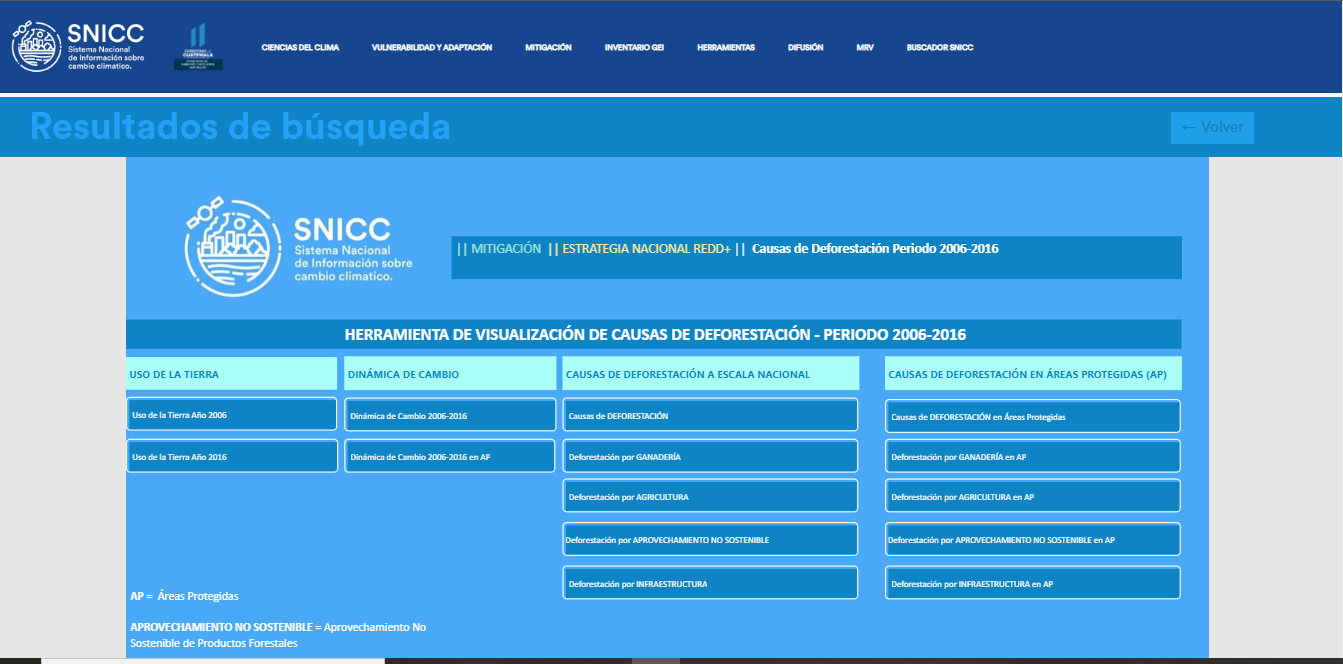 SNICC
Sistema Nacional
de Información sobre
cambio climatico.
GUATEMALA
CIENCIAS DEL CLIMA
VULNERABILIDAD Y ADAPTACIÓN
MITIGACIÓN
INVENTARIO GEI
HERRAMIENTAS
DIFUSIÓN
MRV
BUSCADOR SNICC
Resultados de búsqueda
← Volver
SNICC
Sistema Nacional
de Información sobre
cambio climatico.
|| MITIGACIÓN || ESTRATEGIA NACIONAL REDD+ || Causas de Deforestación Periodo 2006-2016
HERRAMIENTA DE VISUALIZACIÓN DE CAUSAS DE DEFORESTACIÓN - PERIODO 2006-2016
USO DE LA TIERRA
Uso de la Tierra Año 2006
Uso de la Tierra Año 2016
DINÁMICA DE CAMBIO
Dinámica de Cambio 2006-2016
Dinámica de Cambio 2006-2016 en AP
CAUSAS DE DEFORESTACIÓN A ESCALA NACIONAL
Causas de DEFORESTACIÓN
Deforestación por GANADERÍA
Deforestación por AGRICULTURA
Deforestación por APROVECHAMIENTO NO SOSTENIBLE
Deforestación por INFRAESTRUCTURA
CAUSAS DE DEFORESTACIÓN EN ÁREAS PROTEGIDAS (AP)
Causas de DEFORESTACIÓN en Áreas Protegidas
Deforestación por GANADERÍA en AP
Deforestación por AGRICULTURA en AP
Deforestación por APROVECHAMIENTO NO SOSTENIBLE en AP
Deforestación por INFRAESTRUCTURA en AP
AP = Áreas Protegidas
APROVECHAMIENTO NO SOSTENIBLE = Aprovechamiento No
Sostenible de Productos Forestales